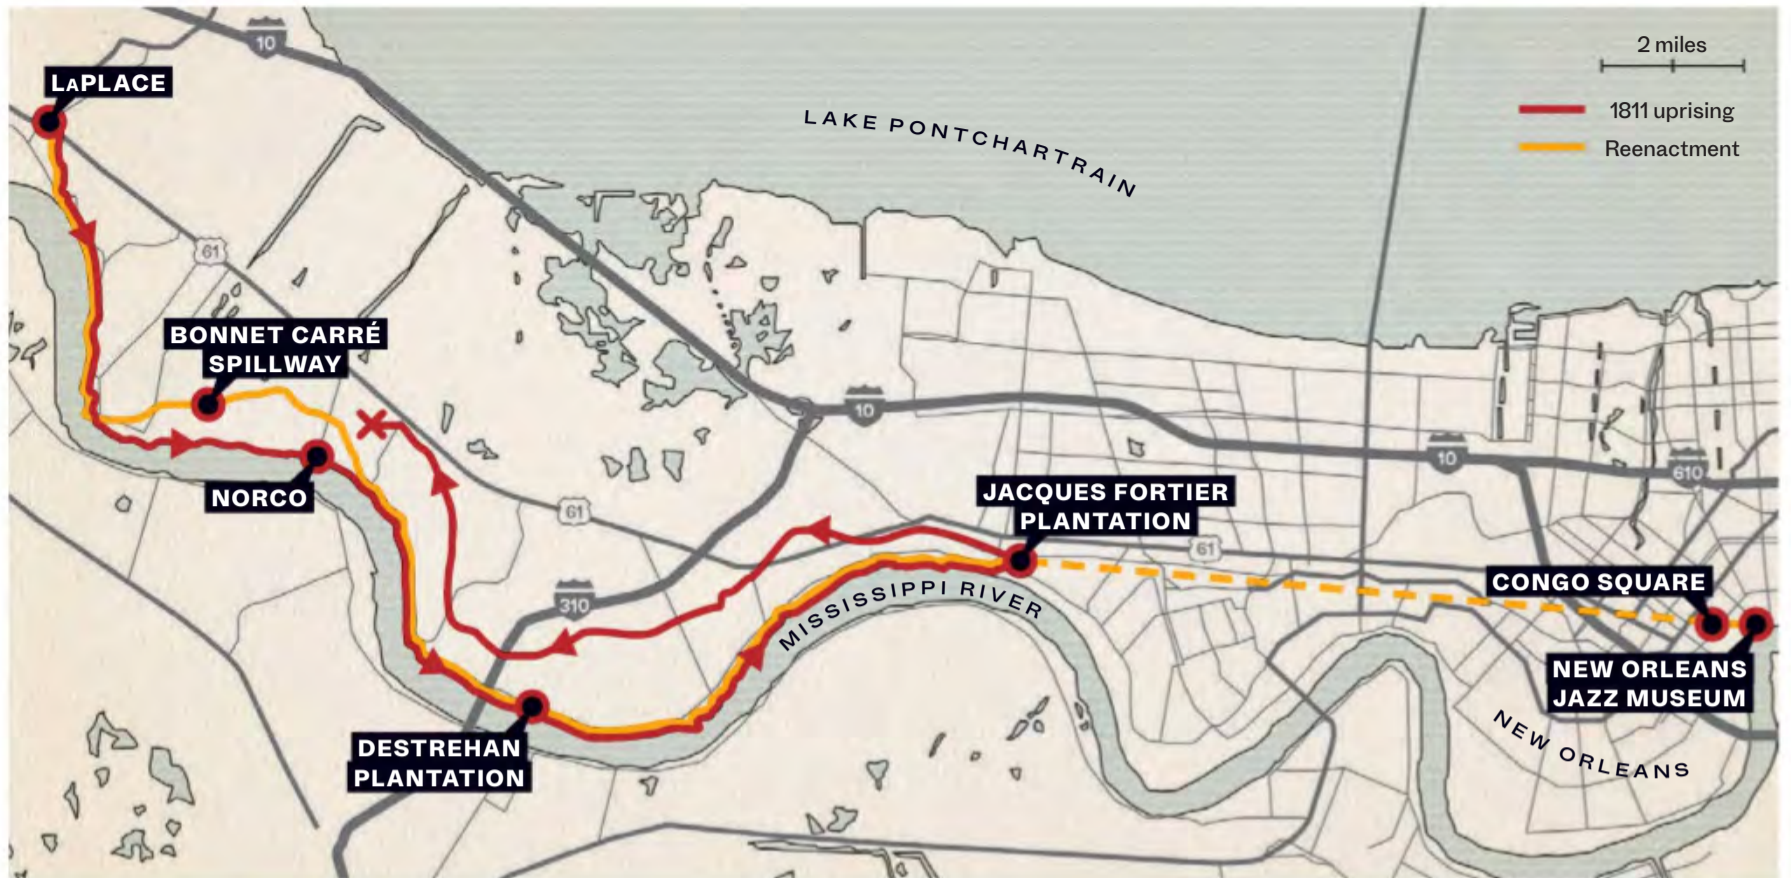 2 miles
1811 uprising
Reenactment
10
LAPLACE
LAKE PONTCHARTRAIN
61
BONNET CARRÉ
SPILLWAY
10
10
610
NORCO
61
JACQUES FORTIER
PLANTATION
61
310
MISSISSIPPI RIVER
CONGO SQUARE
NEW ORLEANS
JAZZ MUSEUM
NEW ORLEANS
DESTREHAN
PLANTATION